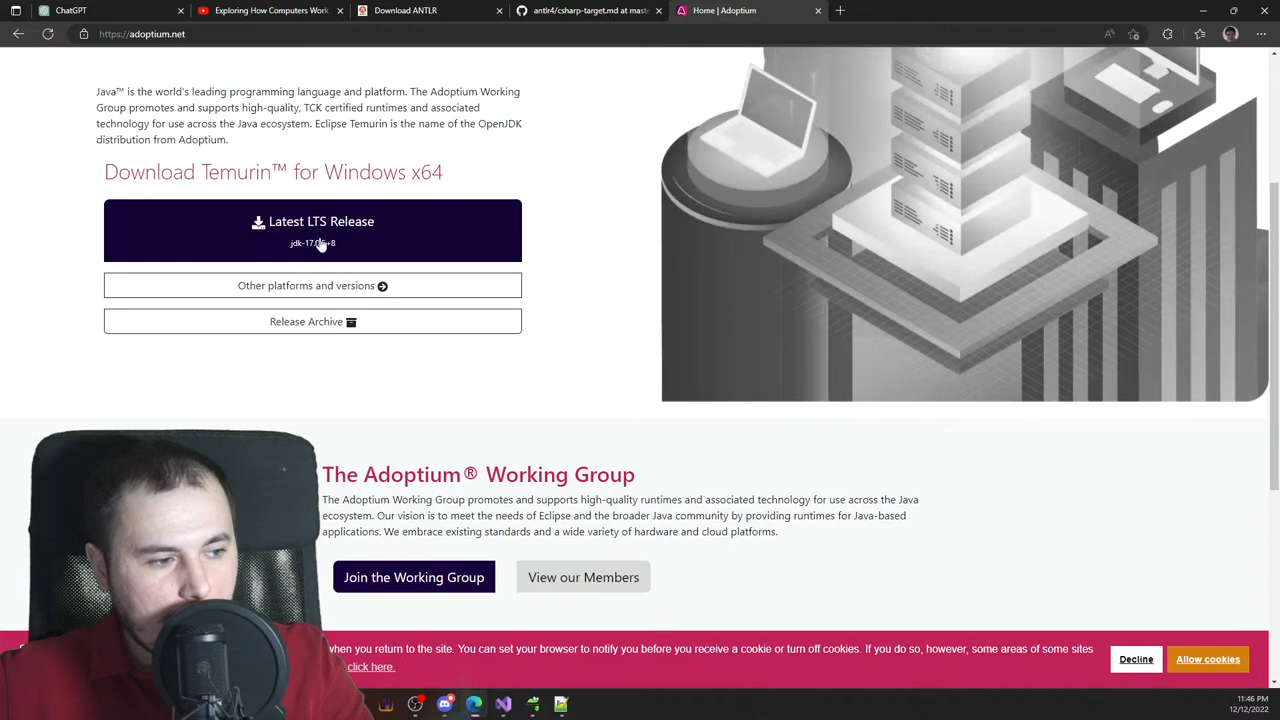 ChatGPT
Exploring How Computers Work
Download ANTLR
antlr4/csharp-target.md at mast
Home | Adoptium
https://adoptium.net
Java™ is the world's leading programming language and platform. The Adoptium Working
Group promotes and supports high-quality, TCK certified runtimes and associated
technology for use across the Java ecosystem. Eclipse Temurin is the name of the OpenJDK
distribution from Adoptium.
Download Temurin™ for Windows x64
Latest LTS Release
Other platforms and versions
Release Archive
The Adoptium® Working Group
The Adoptium Working Group promotes and supports high-quality runtimes and associated technology for use across the Java
ecosystem. Our vision is to meet the needs of Eclipse and the broader Java community by providing runtimes for Java-based
applications. We embrace existing standards and a wide variety of hardware and cloud platforms.
Join the Working Group
View our Members
when you return to the site. You can set your browser to notify you before you receive a cookie or turn off cookies. If you do so, however, some areas of some sites
click here.
Decline
Allow cookies
11:46 PM
12/12/2022